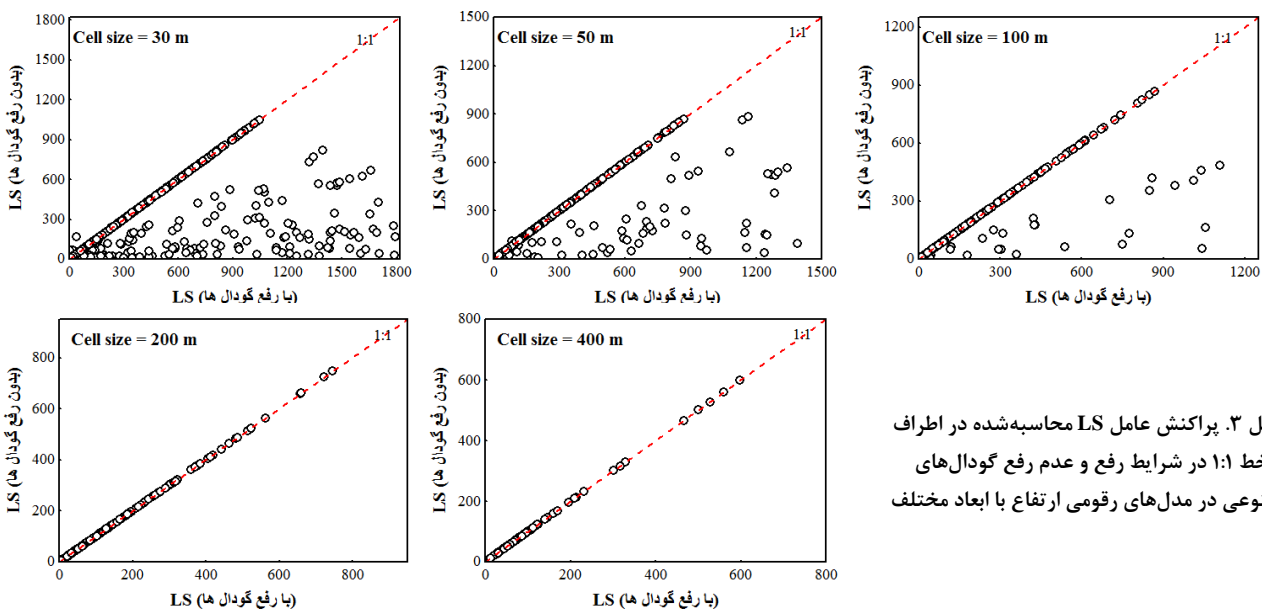 Cell size = 30 m
1:1
1800
1500
1200
900
600
300
0
LS (بدون رفع گودال ها)
0 300 600 900 1200 1500 1800
LS (با رفع گودال ها)
Cell size = 50 m
1:1
1500
1200
900
600
300
0
LS (بدون رفع گودال ها)
0 300 600 900 1200 1500
LS (با رفع گودال ها)
Cell size = 100 m
1:1
1200
900
600
300
0
LS (بدون رفع گودال ها)
0 300 600 900 1200
LS (با رفع گودال ها)
Cell size = 200 m
1:1
800
600
400
200
0
LS (بدون رفع گودال ها)
0 200 400 600 800
LS (با رفع گودال ها)
Cell size = 400 m
1:1
800
600
400
200
0
LS (بدون رفع گودال ها)
0 200 400 600 800
LS (با رفع گودال ها)
ل ۳. پراکنش عامل LS محاسبه‌شده در اطراف
خط ۱:۱ در شرایط رفع و عدم رفع گودال‌های
نوعی در مدل‌های رقومی ارتفاع با ابعاد مختلف